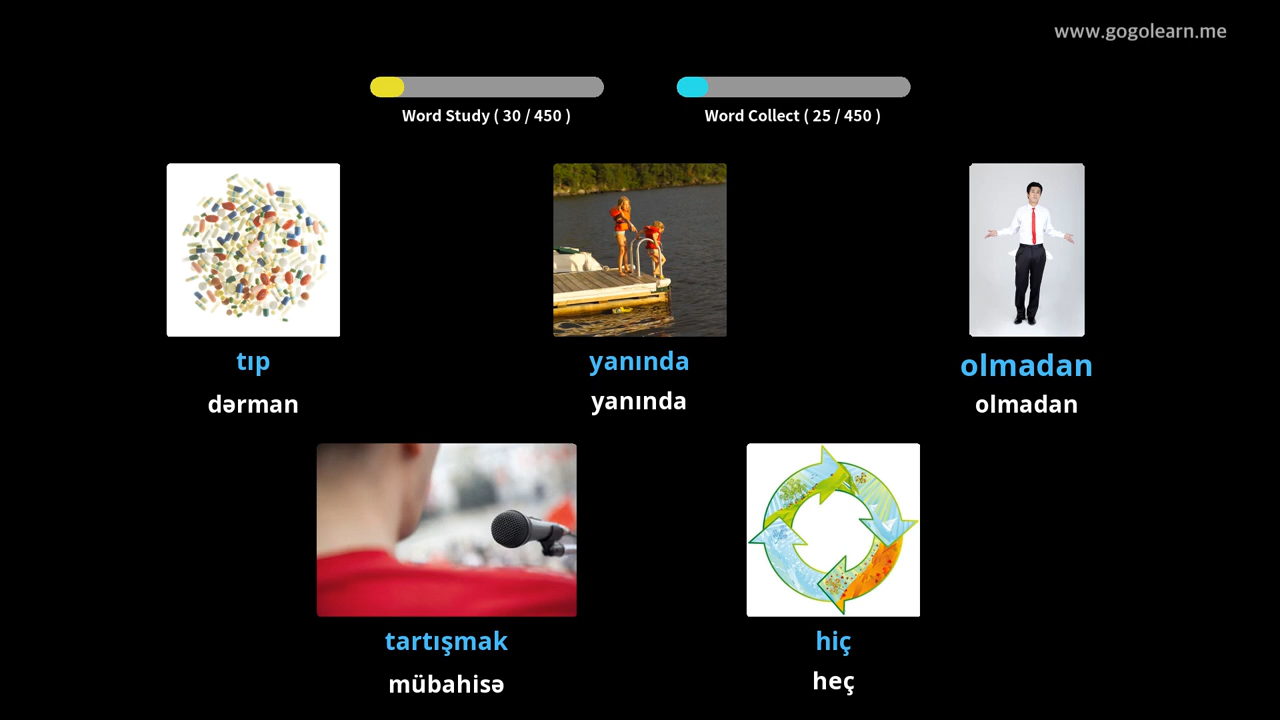 www.gogolearn.me
Word Study ( 30 / 450 )
Word Collect ( 25 / 450 )
tıp
dərman
yanında
yanında
olmadan
olmadan
tartışmak
mübahisə
hiç
heç